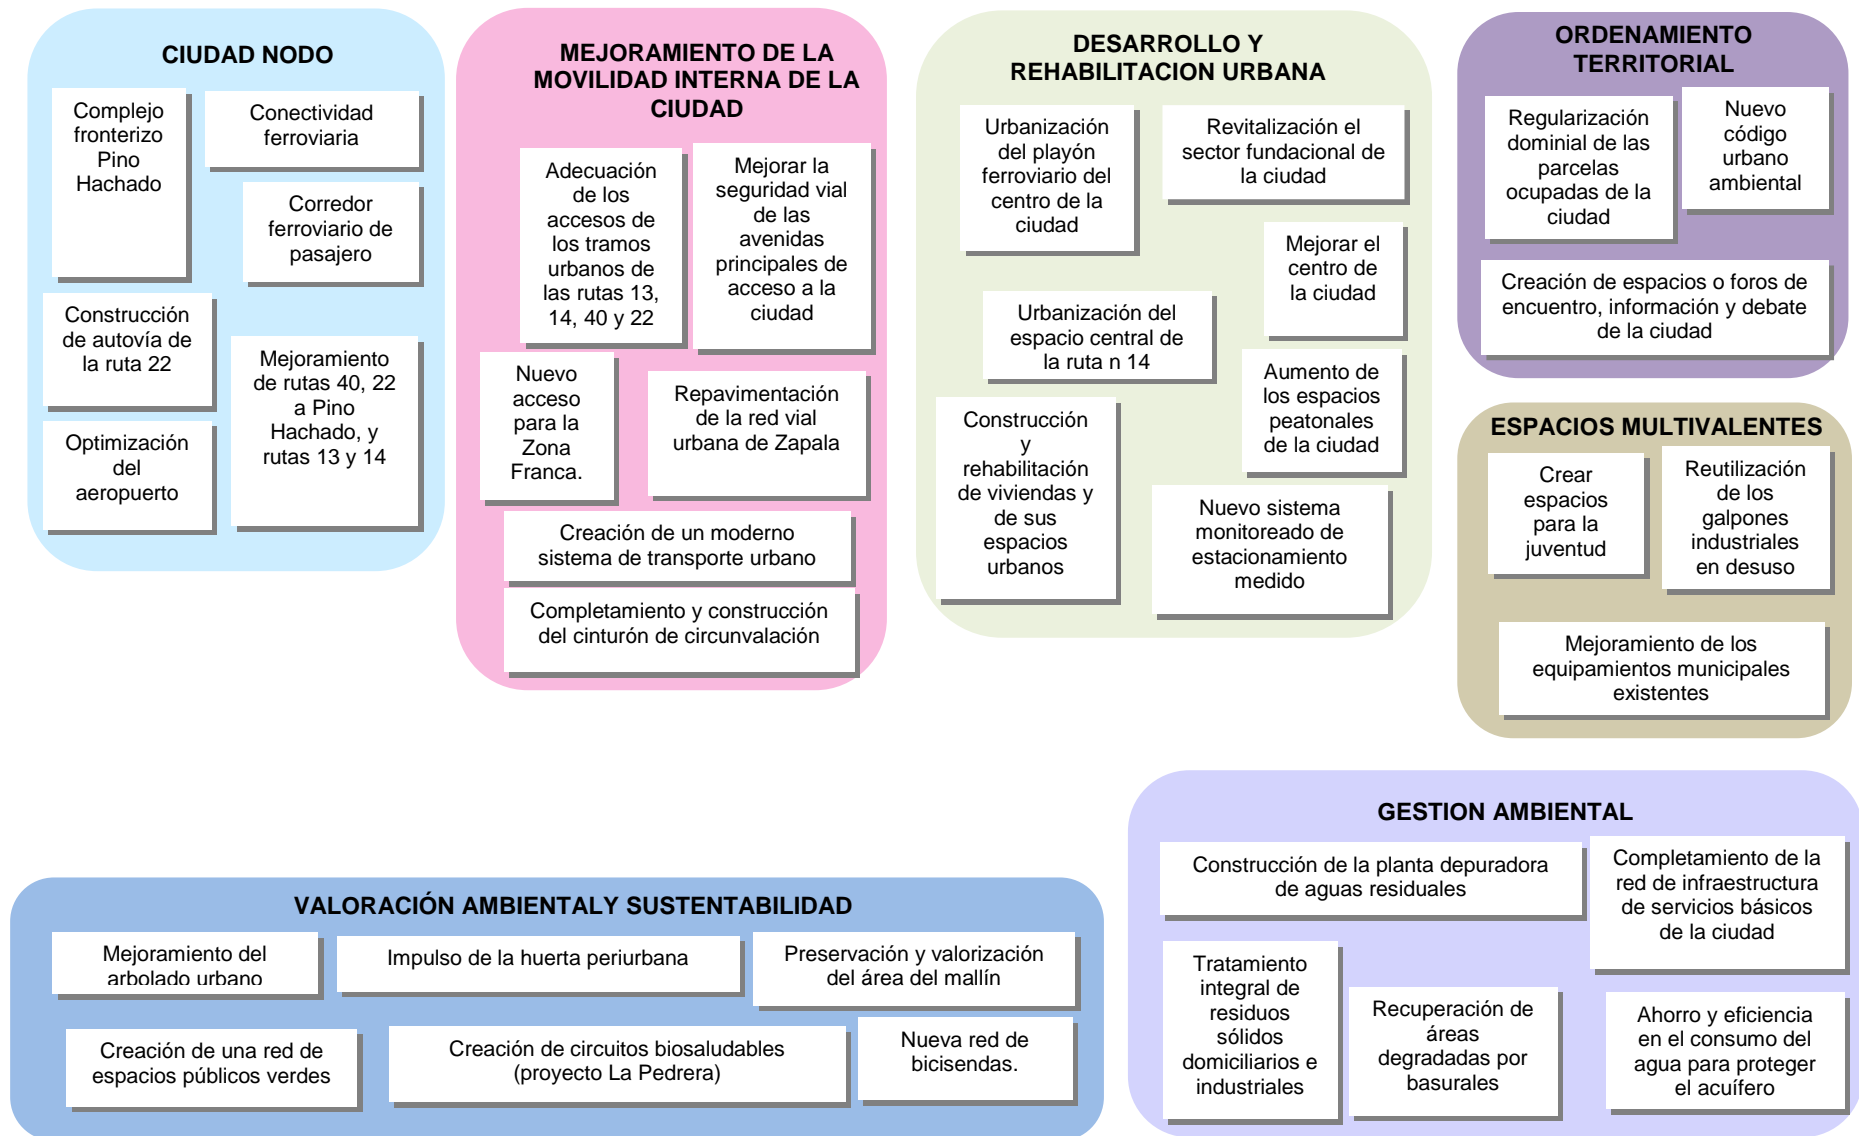 CIUDAD NODO
Complejo
fronterizo
Pino
Hachado
Conectividad
ferroviaria
Corredor
ferroviario de
pasajero
Construcción
de autovía de
la ruta 22
Mejoramiento
de rutas 40, 22
a Pino
Hachado, y
rutas 13 y 14
Optimización
del
aeropuerto
MEJORAMIENTO DE LA
MOVILIDAD INTERNA DE LA
CIUDAD
Adecuación
de los
accesos de
los tramos
urbanos de
las rutas 13,
14, 40 y 22
Mejorar la
seguridad vial
de las
avenidas
principales de
acceso a la
ciudad
Nuevo
acceso
para la
Zona
Franca.
Repavimentación
de la red vial
urbana de Zapala
Creación de un moderno
sistema de transporte urbano
Completamiento y construcción
del cinturón de circunvalación
DESARROLLO Y
REHABILITACION URBANA
Urbanización
del playón
ferroviario del
centro de la
ciudad
Revitalización el
sector fundacional de
la ciudad
Mejorar el
centro de
la ciudad
Urbanización del
espacio central de
la ruta n 14
Aumento de
los espacios
peatonales
de la ciudad
Construcción
y
rehabilitación
de viviendas y
de sus
espacios
urbanos
Nuevo sistema
monitoreado de
estacionamiento
medido
ORDENAMIENTO
TERRITORIAL
Regularización
dominial de las
parcelas
ocupadas de la
ciudad
Nuevo
código
urbano
ambiental
Creación de espacios o foros de
encuentro, información y debate
de la ciudad
ESPACIOS MULTIVALENTES
Crear
espacios
para la
juventud
Reutilización
de los
galpones
industriales
en desuso
Mejoramiento de los
equipamientos municipales
existentes
VALORACIÓN AMBIENTALY SUSTENTABILIDAD
Mejoramiento del
arbolado urbano
Impulso de la huerta periurbana
Preservación y valorización
del área del mallín
Creación de una red de
espacios públicos verdes
Creación de circuitos biosaludables
(proyecto La Pedrera)
Nueva red de
bicisendas.
GESTION AMBIENTAL
Construcción de la planta depuradora
de aguas residuales
Completamiento de la
red de infraestructura
de servicios básicos
de la ciudad
Tratamiento
integral de
residuos
sólidos
domiciliarios e
industriales
Recuperación de
áreas
degradadas por
basurales
Ahorro y eficiencia
en el consumo del
agua para proteger
el acuífero